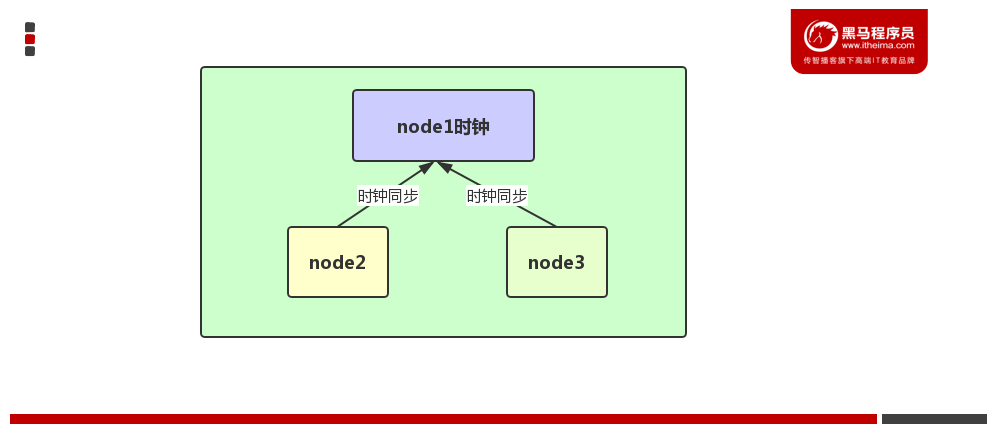 黑马程序员
www.itheima.com
传智播客旗下高端IT教育品牌
node1时钟
时钟同步
时钟同步
node2
node3